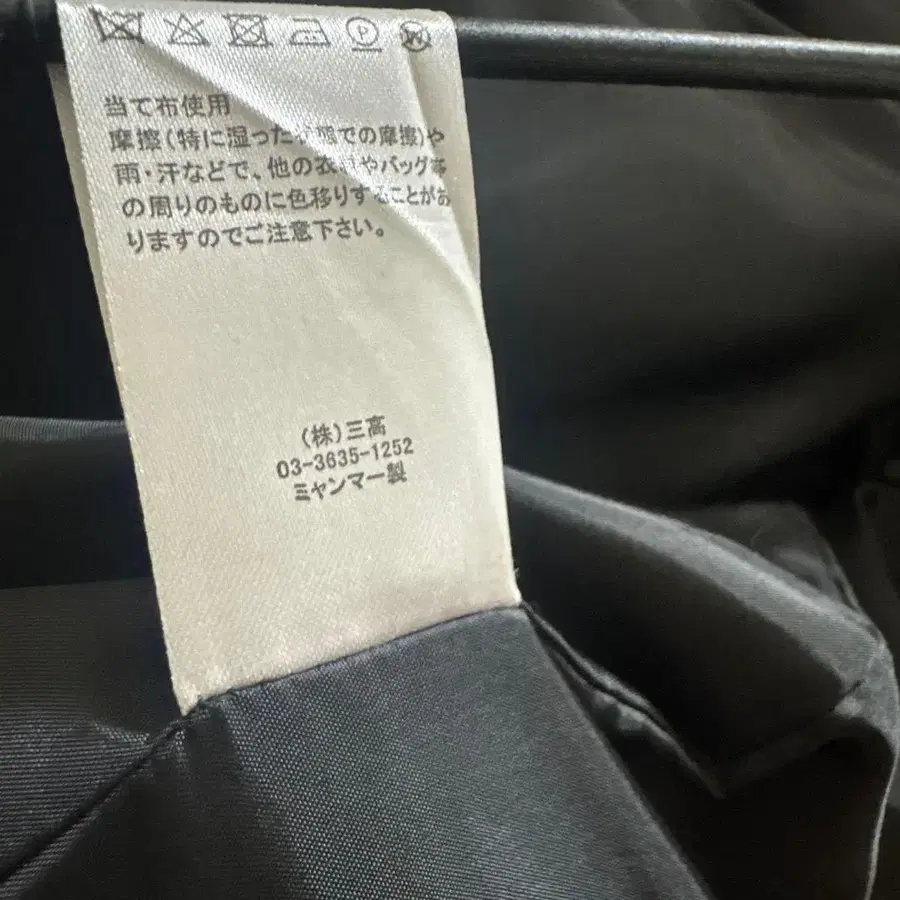 当て布使用
摩擦(特に湿った状態での摩擦)や
雨・汗などで、他の衣料やバッグ等
の周りのものに色移りすることがあ
りますのでご注意下さい。
(株)三高
03-3635-1252
ミャンマー製